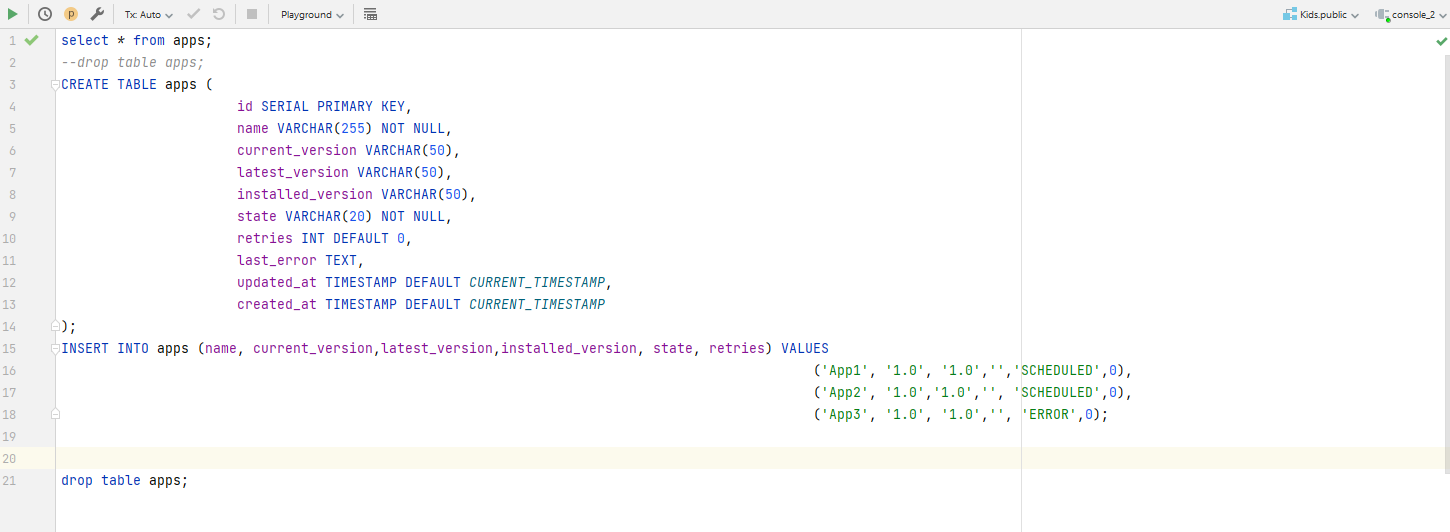 Tx: Auto Playground Kids.public console_2
1 select * from apps;
2 --drop table apps;
3 CREATE TABLE apps (
4 id SERIAL PRIMARY KEY,
5 name VARCHAR(255) NOT NULL,
6 current_version VARCHAR(50),
7 latest_version VARCHAR(50),
8 installed_version VARCHAR(50),
9 state VARCHAR(20) NOT NULL,
10 retries INT DEFAULT 0,
11 last_error TEXT,
12 updated_at TIMESTAMP DEFAULT CURRENT_TIMESTAMP,
13 created_at TIMESTAMP DEFAULT CURRENT_TIMESTAMP
14 );
15 INSERT INTO apps (name, current_version,latest_version,installed_version, state, retries) VALUES
16 ('App1', '1.0', '1.0','','SCHEDULED',0),
17 ('App2', '1.0','1.0','', 'SCHEDULED',0),
18 ('App3', '1.0', '1.0','', 'ERROR',0);
19
20
21 drop table apps;